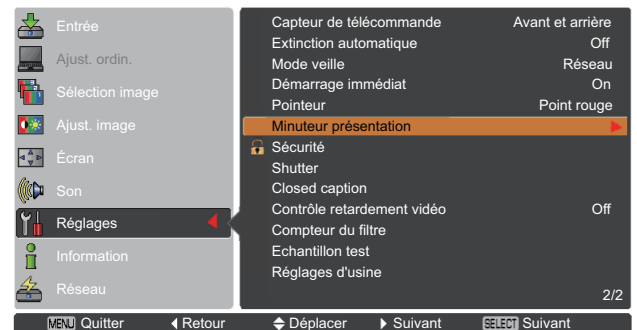 Entrée
Ajust. ordin.
Sélection image
Ajust. image
Écran
Son
Réglages
Information
Réseau
Capteur de télécommande Avant et arrière
Extinction automatique Off
Mode veille Réseau
Démarrage immédiat On
Pointeur Point rouge
Minuteur présentation
Sécurité
Shutter
Closed caption
Contrôle retardement vidéo Off
Compteur du filtre
Echantillon test
Réglages d'usine
2/2
MENU Quitter Retour Déplacer Suivant SELECT Suivant